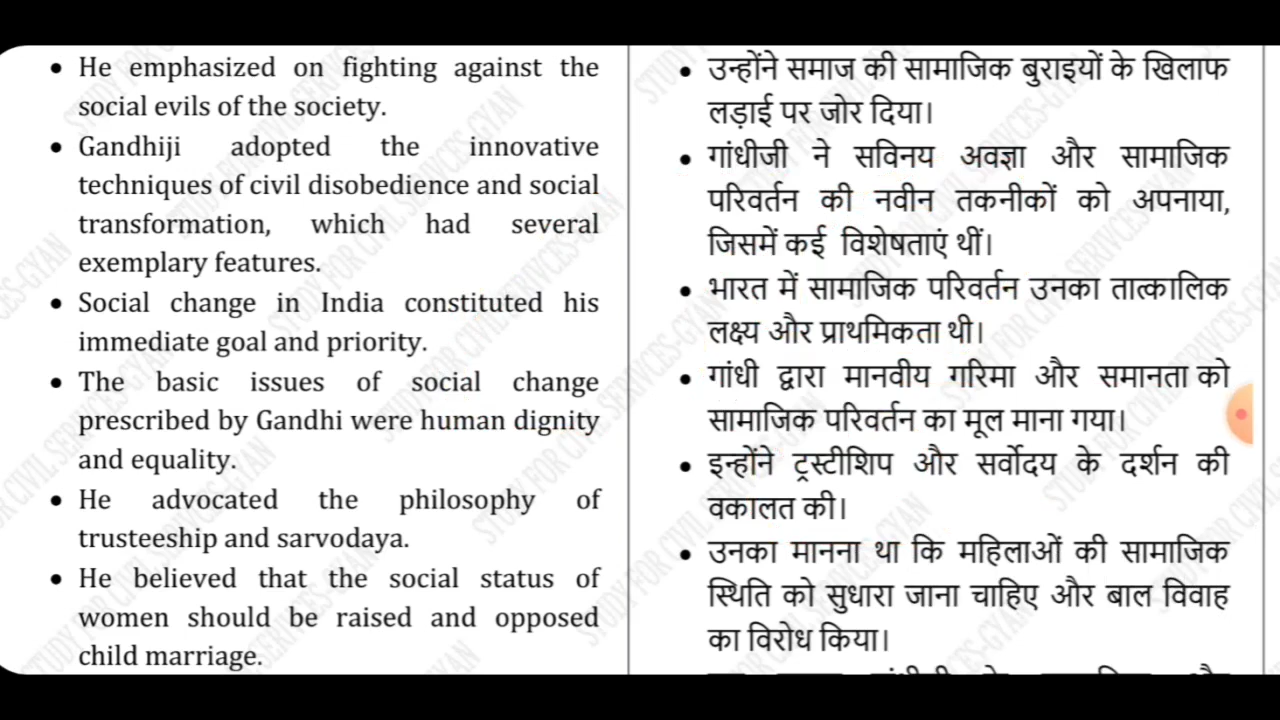 • He emphasized on fighting against the
social evils of the society.
• Gandhiji adopted the innovative
techniques of civil disobedience and social
transformation, which had several
exemplary features.
• Social change in India constituted his
immediate goal and priority.
• The basic issues of social change
prescribed by Gandhi were human dignity
and equality.
• He advocated the philosophy of
trusteeship and sarvodaya.
• He believed that the social status of
women should be raised and opposed
child marriage.
• उन्होंने समाज की सामाजिक बुराइयों के खिलाफ
लड़ाई पर जोर दिया।
• गांधीजी ने सविनय अवज्ञा और सामाजिक
परिवर्तन की नवीन तकनीकों को अपनाया,
जिसमें कई विशेषताएं थीं।
• भारत में सामाजिक परिवर्तन उनका तात्कालिक
लक्ष्य और प्राथमिकता थी।
• गांधी द्वारा मानवीय गरिमा और समानता को
सामाजिक परिवर्तन का मूल माना गया।
• इन्होंने ट्रस्टीशिप और सर्वोदय के दर्शन की
वकालत की।
• उनका मानना था कि महिलाओं की सामाजिक
स्थिति को सुधारा जाना चाहिए और बाल विवाह
का विरोध किया।